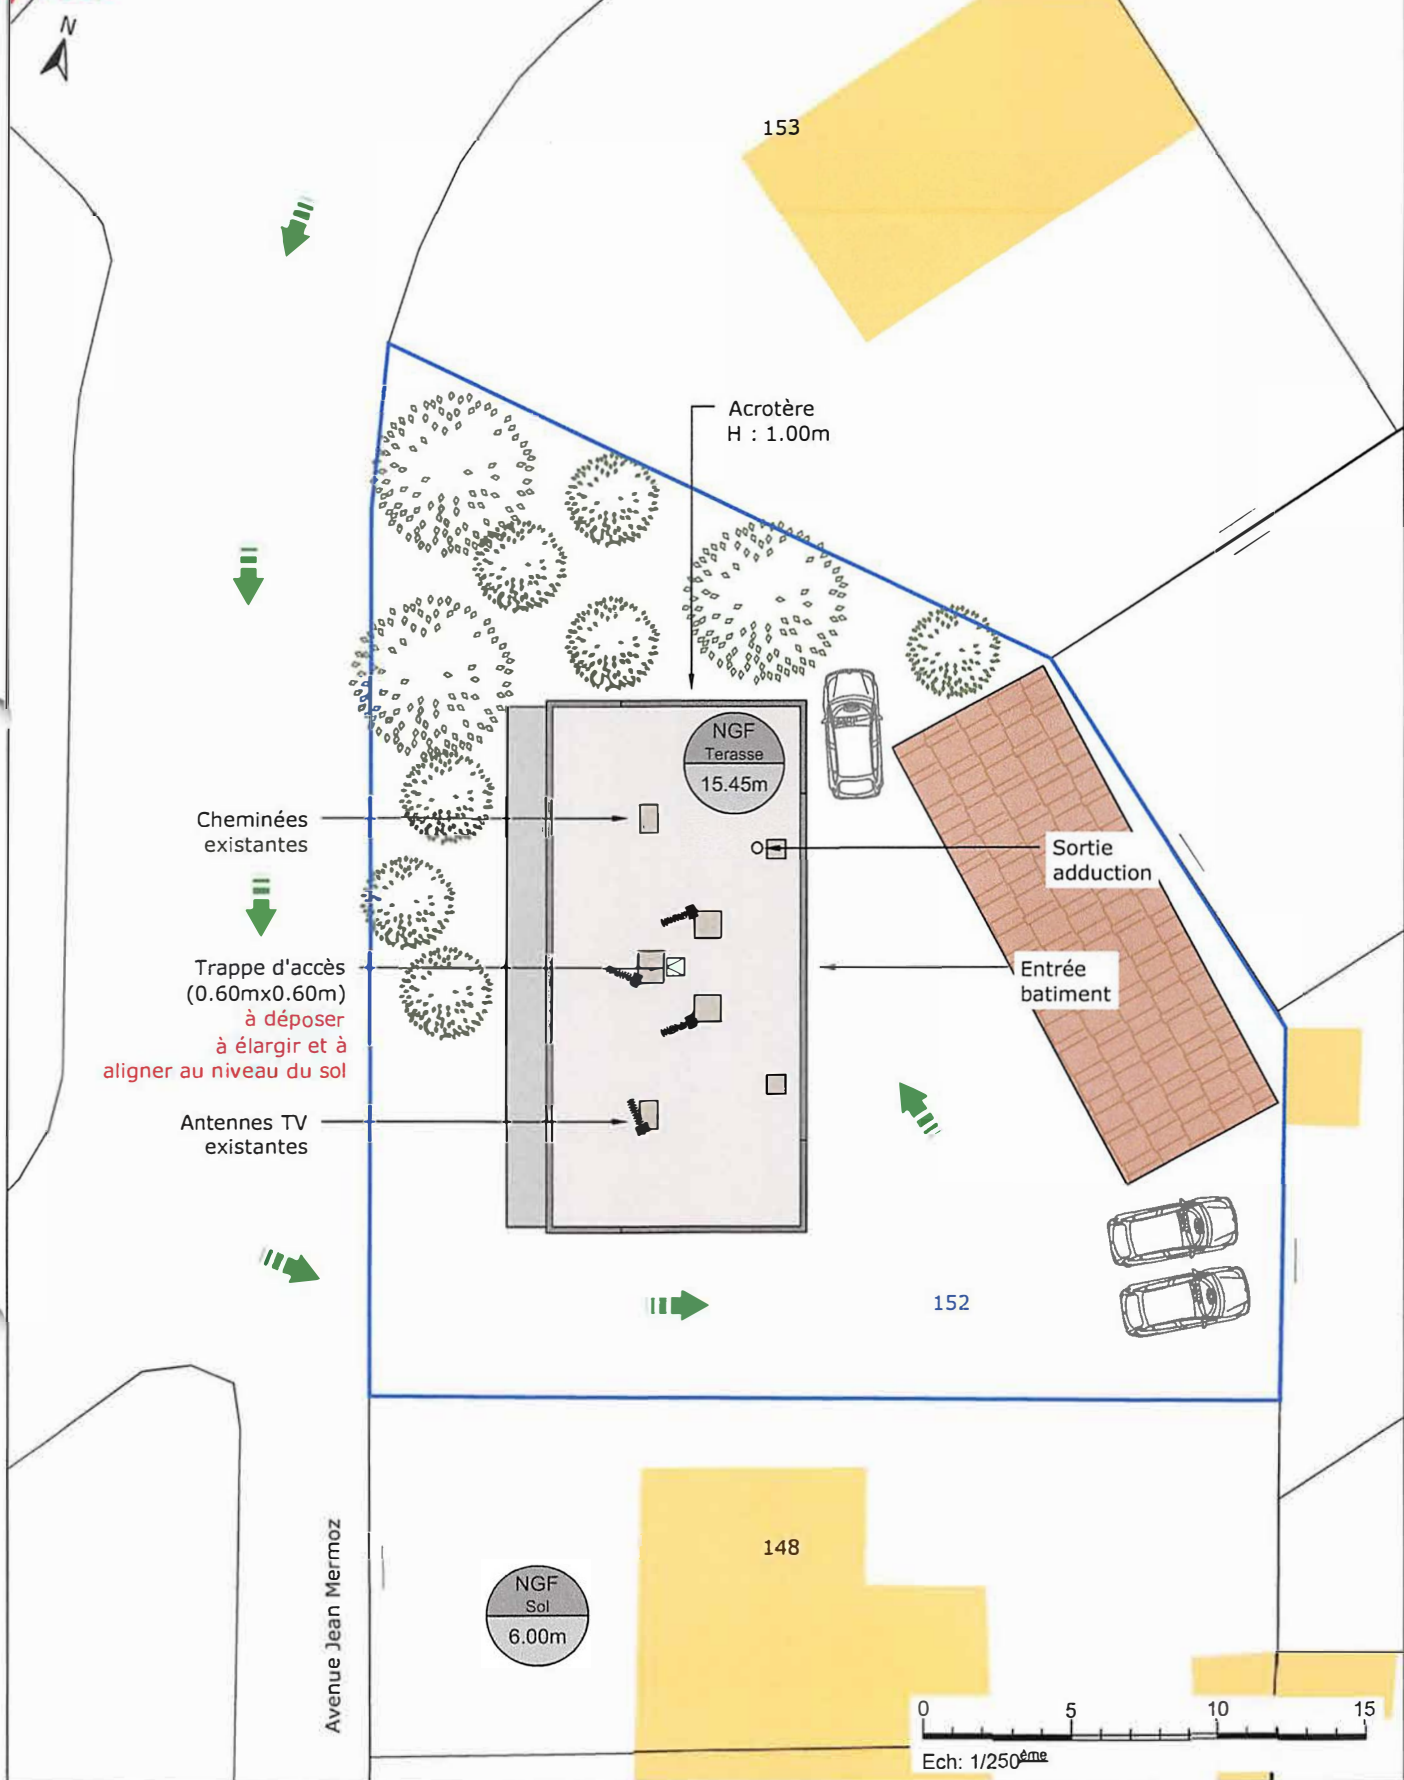 N
153
Acrotère
H : 1.00m
NGF
Terasse
15.45m
Cheminées
existantes
Sortie
adduction
Trappe d'accès
(0.60mx0.60m)
à déposer
à élargir et à
aligner au niveau du sol
Entrée
batiment
Antennes TV
existantes
152
148
NGF
Sol
6.00m
Avenue Jean Mermoz
0 5 10 15
Ech: 1/250ème